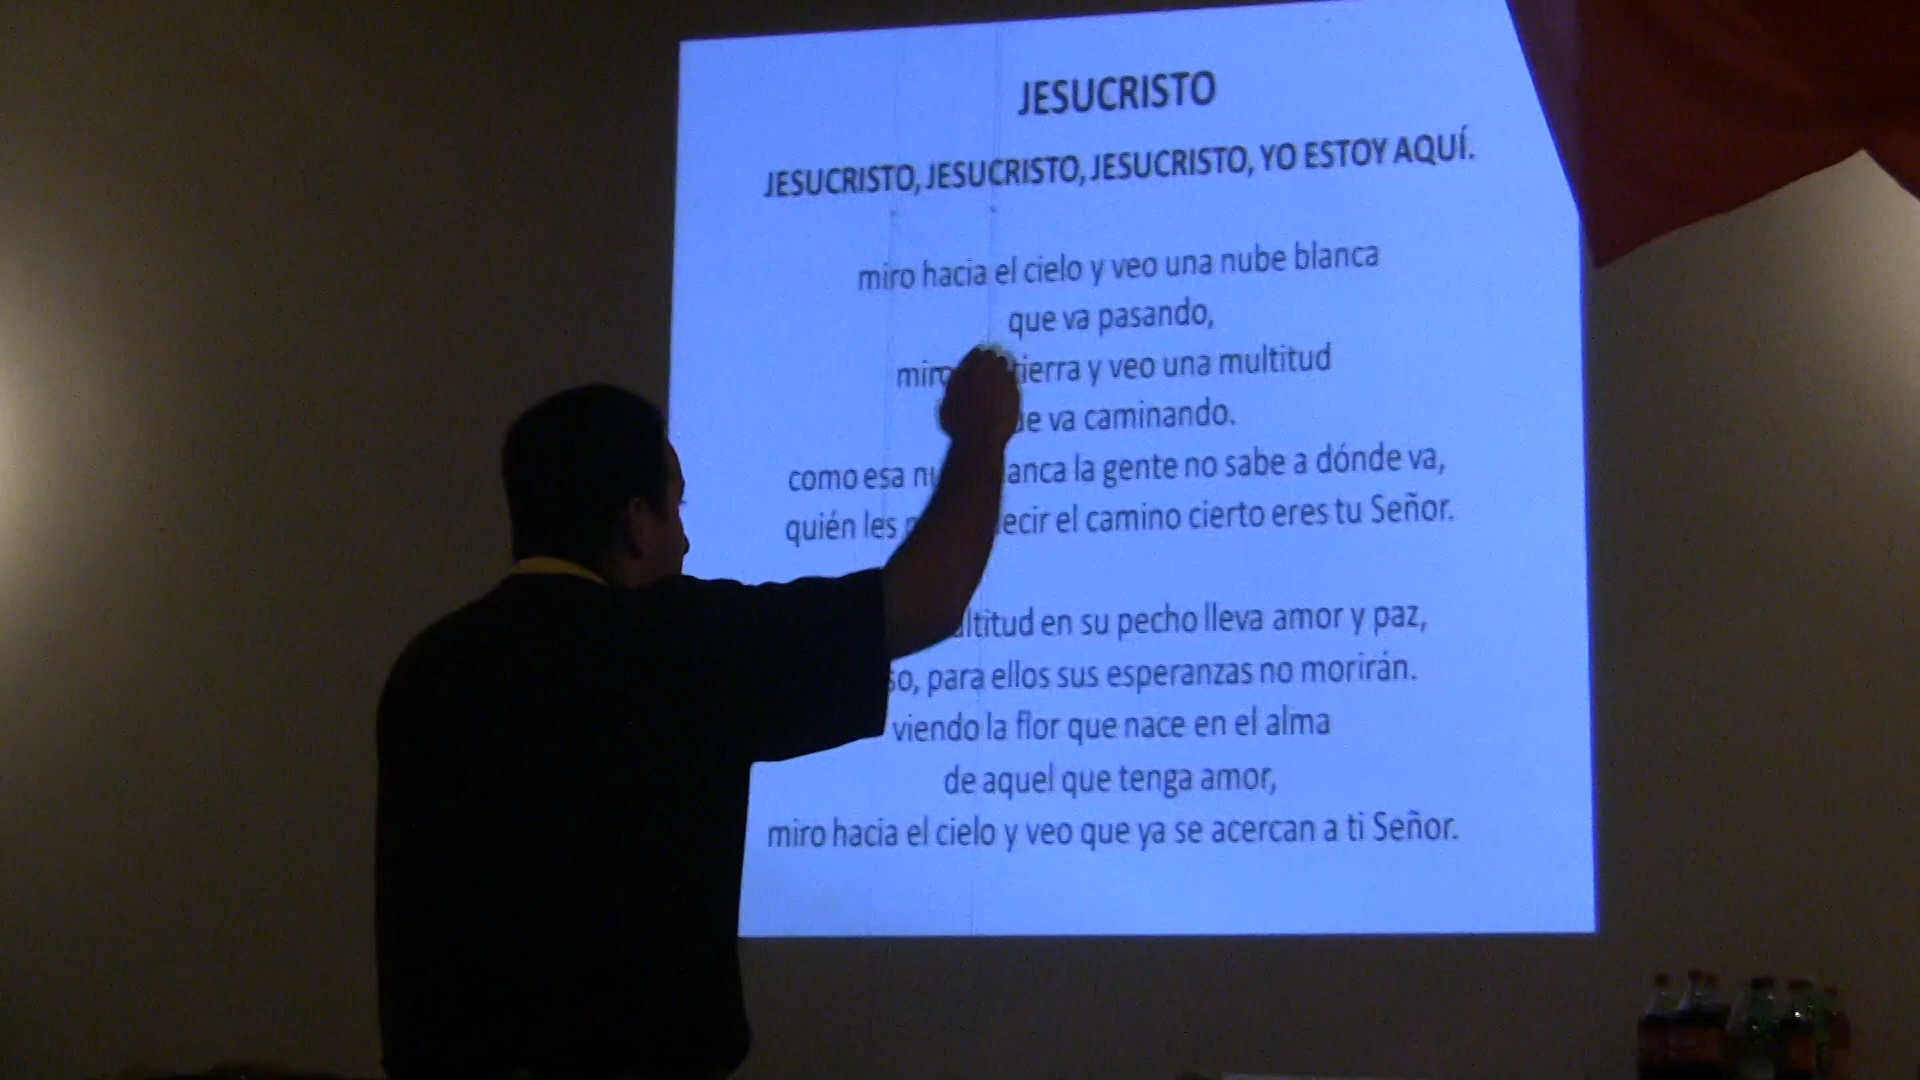 JESUCRISTO
JESUCRISTO, JESUCRISTO, JESUCRISTO, YO ESTOY AQUÍ.
miro hacia el cielo y veo una nube blanca
que va pasando,
tierra y veo una multitud
va caminando.
como esa la gente no sabe a dónde va,
quién les el camino cierto eres tu Señor.
en su pecho lleva amor y paz,
para ellos sus esperanzas no morirán.
viendo la flor que nace en el alma
de aquel que tenga amor,
miro hacia el cielo y veo que ya se acercan a ti Señor.